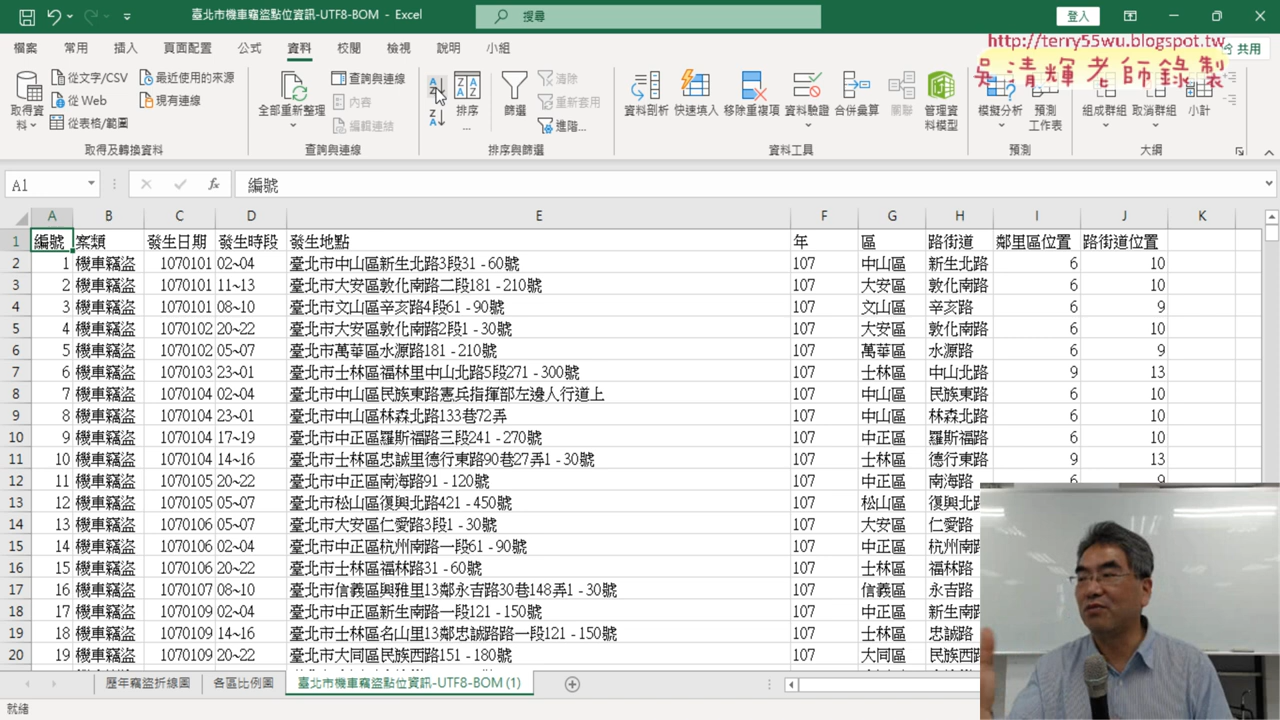 臺北市機車竊盜點位資訊-UTF8-BOM - Excel
搜尋
登入
檔案 常用 插入 頁面配置 公式 資料 校閱 檢視 說明 小組
共用
http://terry55wu.blogspot.tw
吳清輝老師錄製
取得資料
從文字/CSV
從 Web
從表格/範圍
最近使用的來源
現有連線
取得及轉換資料
全部重新整理
查詢與連線
內容
編輯連結
查詢與連線
排序...
篩選
清除
重新套用
進階...
排序與篩選
資料剖析 快速填入 移除重複項 資料驗證 合併彙算 關聯圖 管理資料模型
資料工具
模擬分析 預測工作表
預測
組成群組 取消群組 小計
大綱
A1 fx 編號
A B C D E F G H I J K
1 編號 案類 發生日期 發生時段 發生地點 年 區 路街道 鄰里區位置 路街道位置
2 1 機車竊盜 1070101 02~04 臺北市中山區新生北路3段31 - 60號 107 中山區 新生北路 6 10
3 2 機車竊盜 1070101 11~13 臺北市大安區敦化南路二段181 - 210號 107 大安區 敦化南路 6 10
4 3 機車竊盜 1070101 08~10 臺北市文山區辛亥路4段61 - 90號 107 文山區 辛亥路 6 9
5 4 機車竊盜 1070102 20~22 臺北市大安區敦化南路2段1 - 30號 107 大安區 敦化南路 6 10
6 5 機車竊盜 1070102 05~07 臺北市萬華區水源路181 - 210號 107 萬華區 水源路 6 9
7 6 機車竊盜 1070103 23~01 臺北市士林區福林里中山北路5段271 - 300號 107 士林區 中山北路 9 13
8 7 機車竊盜 1070104 02~04 臺北市中山區民族東路憲兵指揮部左邊人行道上 107 中山區 民族東路 6 10
9 8 機車竊盜 1070104 23~01 臺北市中山區林森北路133巷72弄 107 中山區 林森北路 6 10
10 9 機車竊盜 1070104 17~19 臺北市中正區羅斯福路三段241 - 270號 107 中正區 羅斯福路 6 10
11 10 機車竊盜 1070104 14~16 臺北市士林區忠誠里德行東路90巷27弄1 - 30號 107 士林區 德行東路 9 13
12 11 機車竊盜 1070105 20~22 臺北市中正區南海路91 - 120號 107 中正區 南海路 6 9
13 12 機車竊盜 1070105 05~07 臺北市松山區復興北路421 - 450號 107 松山區 復興北
14 13 機車竊盜 1070106 05~07 臺北市大安區仁愛路3段1 - 30號 107 大安區 仁愛路
15 14 機車竊盜 1070106 02~04 臺北市中正區杭州南路一段61 - 90號 107 中正區 杭州南
16 15 機車竊盜 1070106 20~22 臺北市士林區福林路31 - 60號 107 士林區 福林路
17 16 機車竊盜 1070107 08~10 臺北市信義區興雅里13鄰永吉路30巷148弄1 - 30號 107 信義區 永吉路
18 17 機車竊盜 1070109 02~04 臺北市中正區新生南路一段121 - 150號 107 中正區 新生南
19 18 機車竊盜 1070109 14~16 臺北市士林區名山里13鄰忠誠路路一段121 - 150號 107 士林區 忠誠路
20 19 機車竊盜 1070109 20~22 臺北市大同區民族西路151 - 180號 107 大同區 民族西
歷年竊盜折線圖 各區比例圖 臺北市機車竊盜點位資訊-UTF8-BOM (1)
就緒